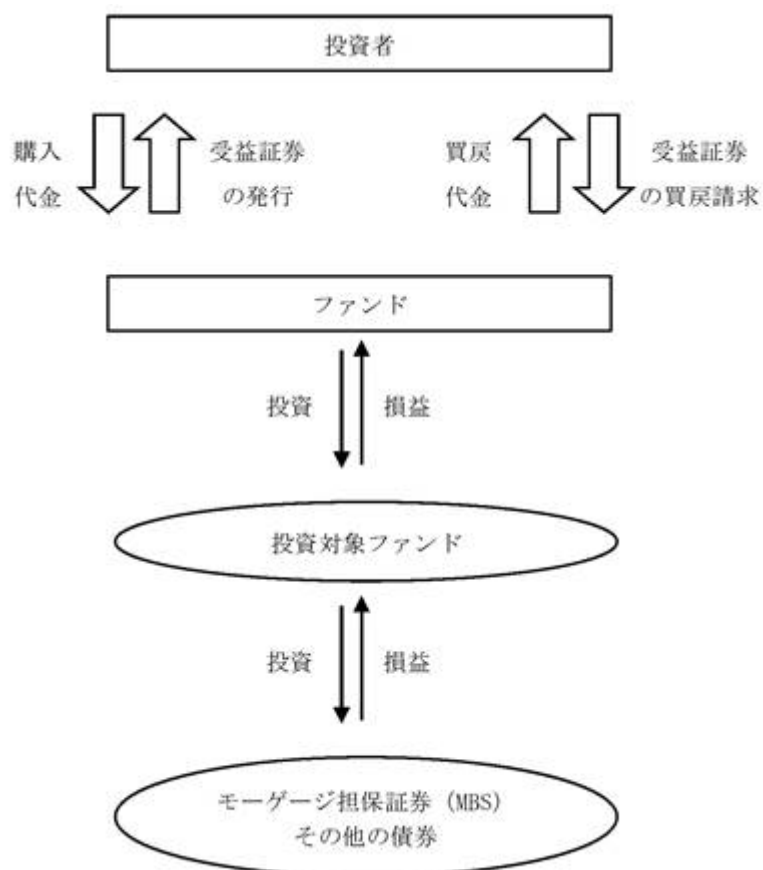 投資者
購入
代金
受益証券
の発行
買戻
代金
受益証券
の買戻請求
ファンド
投資
損益
投資対象ファンド
投資
損益
モーゲージ担保証券（MBS）
その他の債券